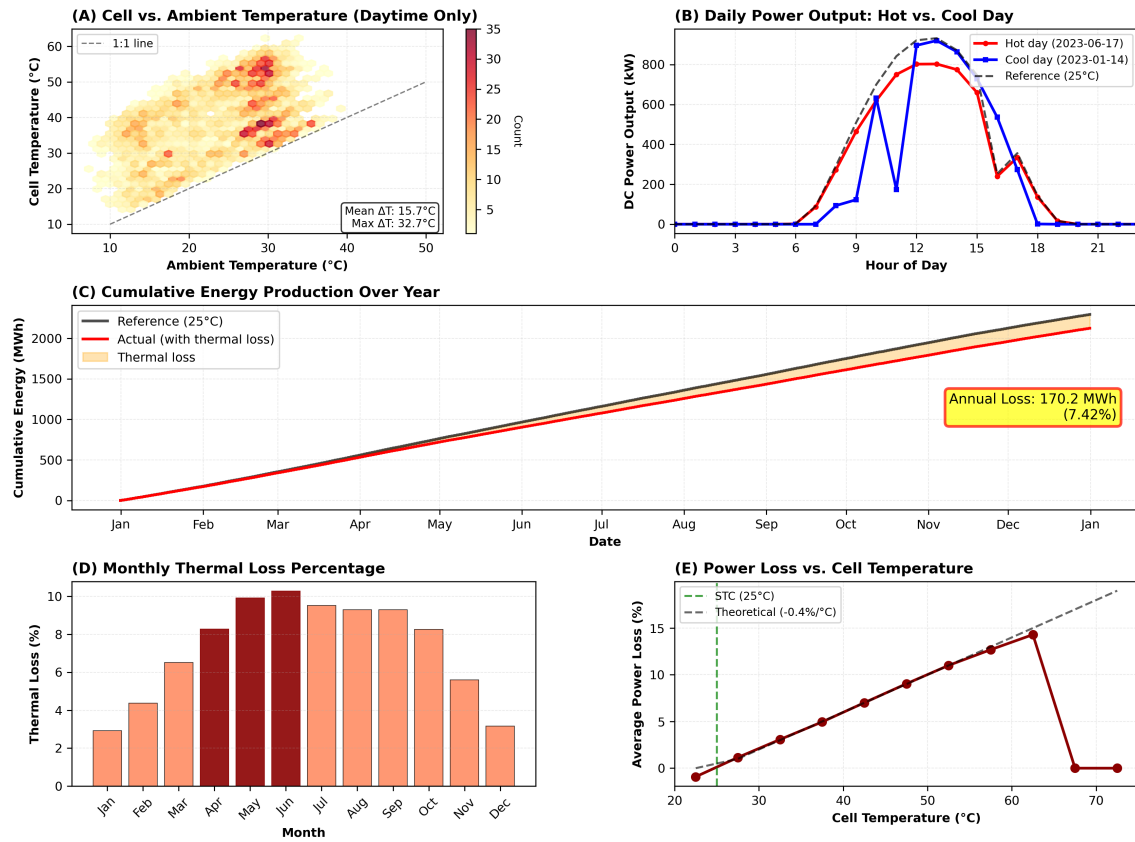 (A) Cell vs. Ambient Temperature (Daytime Only)
1:1 line
60
50
40
30
20
10
Cell Temperature (°C)
10
20
30
40
50
Ambient Temperature (°C)
Mean ΔT: 15.7°C
Max ΔT: 32.7°C
35
30
25
20
15
10
5
Count
(B) Daily Power Output: Hot vs. Cool Day
Hot day (2023-06-17)
Cool day (2023-01-14)
Reference (25°C)
800
600
400
200
0
DC Power Output (kW)
0
3
6
9
12
15
18
21
Hour of Day
(C) Cumulative Energy Production Over Year
Reference (25°C)
Actual (with thermal loss)
Thermal loss
2000
1500
1000
500
0
Cumulative Energy (MWh)
Annual Loss: 170.2 MWh
(7.42%)
Jan
Feb
Mar
Apr
May
Jun
Jul
Aug
Sep
Oct
Nov
Dec
Jan
Date
(D) Monthly Thermal Loss Percentage
10
8
6
4
2
0
Thermal Loss (%)
Jan
Feb
Mar
Apr
May
Jun
Jul
Aug
Sep
Oct
Nov
Dec
Month
(E) Power Loss vs. Cell Temperature
STC (25°C)
Theoretical (-0.4%/°C)
15
10
5
0
Average Power Loss (%)
20
30
40
50
60
70
Cell Temperature (°C)